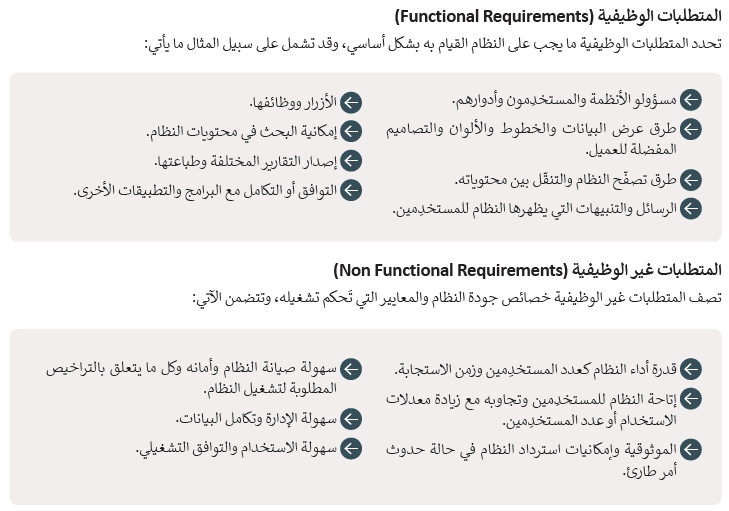 المتطلبات الوظيفية (Functional Requirements)
تحدد المتطلبات الوظيفية ما يجب على النظام القيام به بشكل أساسي، وقد تشمل على سبيل المثال ما يأتي:
مسؤولو الأنظمة والمستخدِمون وأدوارهم.
طرق عرض البيانات والخطوط والألوان والتصاميم
المفضلة للعميل.
طرق تصفّح النظام والتنقّل بين محتوياته.
الرسائل والتنبيهات التي يظهرها النظام للمستخدِمين.
الأزرار ووظائفها.
إمكانية البحث في محتويات النظام.
إصدار التقارير المختلفة وطباعتها.
التوافق أو التكامل مع البرامج والتطبيقات الأخرى.
المتطلبات غير الوظيفية (Non Functional Requirements)
تصف المتطلبات غير الوظيفية خصائص جودة النظام والمعايير التي تَحكم تشغيله، وتتضمن الآتي:
قدرة أداء النظام كعدد المستخدِمين وزمن الاستجابة.
إتاحة النظام للمستخدِمين وتجاوبه مع زيادة معدلات
الاستخدام أو عدد المستخدِمين.
الموثوقية وإمكانيات استرداد النظام في حالة حدوث
أمر طارئ.
سهولة صيانة النظام وأمانه وكل ما يتعلق بالتراخيص
المطلوبة لتشغيل النظام.
سهولة الإدارة وتكامل البيانات.
سهولة الاستخدام والتوافق التشغيلي.